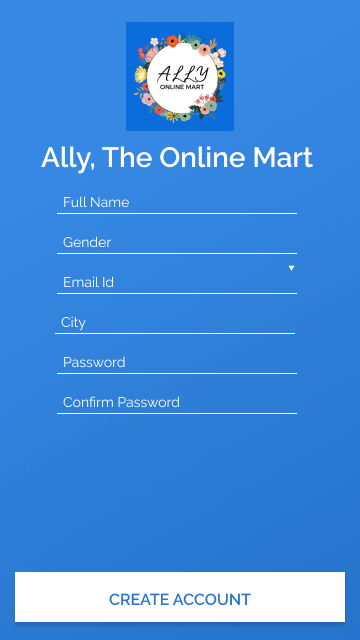 ALLY
ONLINE MART
Ally, The Online Mart
Full Name
Gender
Email Id
City
Password
Confirm Password
CREATE ACCOUNT